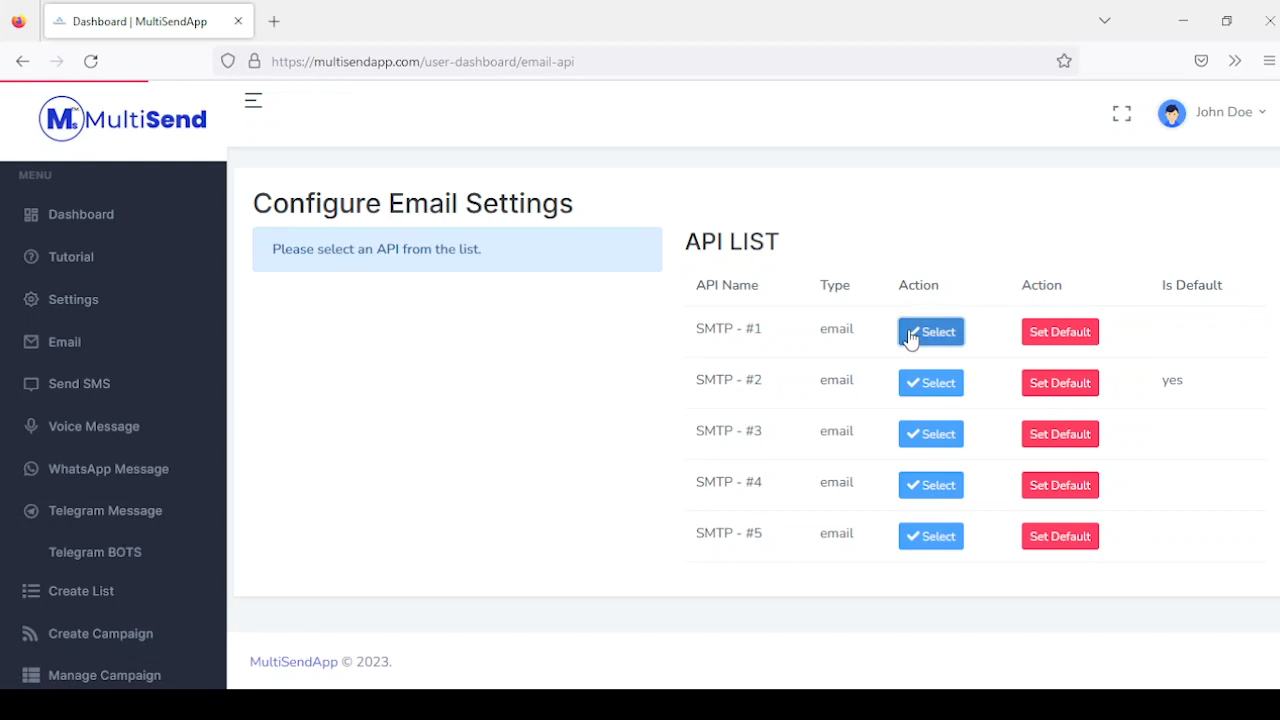 Dashboard | MultiSendApp
https://multisendapp.com/user-dashboard/email-api
Ms MultiSend
John Doe
MENU
Dashboard
Tutorial
Settings
Email
Send SMS
Voice Message
WhatsApp Message
Telegram Message
Telegram BOTS
Create List
Create Campaign
Manage Campaign
Configure Email Settings
Please select an API from the list.
API LIST
API Name Type Action Action Is Default
SMTP - #1 email Select Set Default
SMTP - #2 email Select Set Default yes
SMTP - #3 email Select Set Default
SMTP - #4 email Select Set Default
SMTP - #5 email Select Set Default
MultiSendApp © 2023.